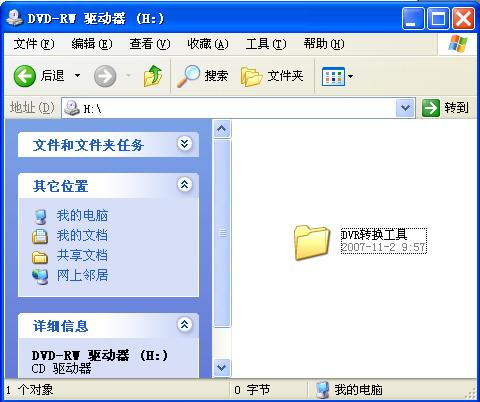 DVD-RW 驱动器 (H:)
文件(F) 编辑(E) 查看(V) 收藏(A) 工具(T) 帮助(H)
后退 搜索 文件夹
地址(D) H:\ 转到
文件和文件夹任务
其它位置
我的电脑
我的文档
共享文档
网上邻居
详细信息
DVD-RW 驱动器 (H:)
CD 驱动器
DVR转换工具
2007-11-2 9:57
1 个对象 0 字节 我的电脑